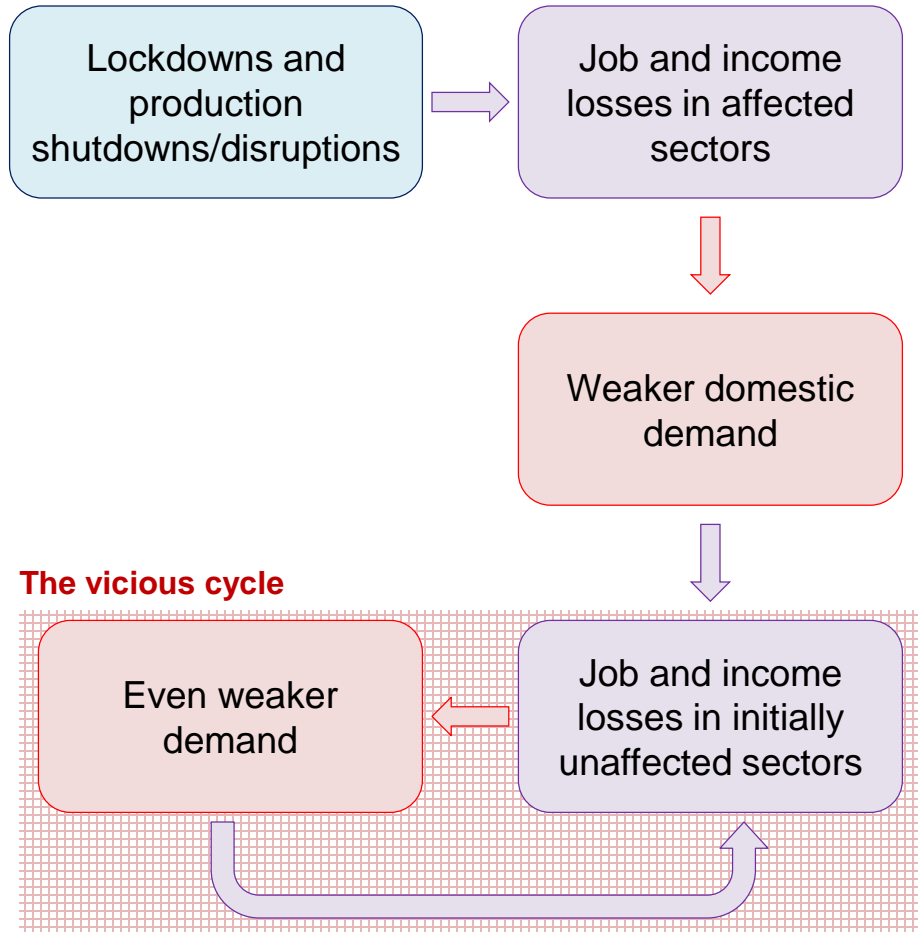 Lockdowns and
production
shutdowns/disruptions
Job and income
losses in affected
sectors
Weaker domestic
demand
The vicious cycle
Job and income
losses in initially
unaffected sectors
Even weaker
demand